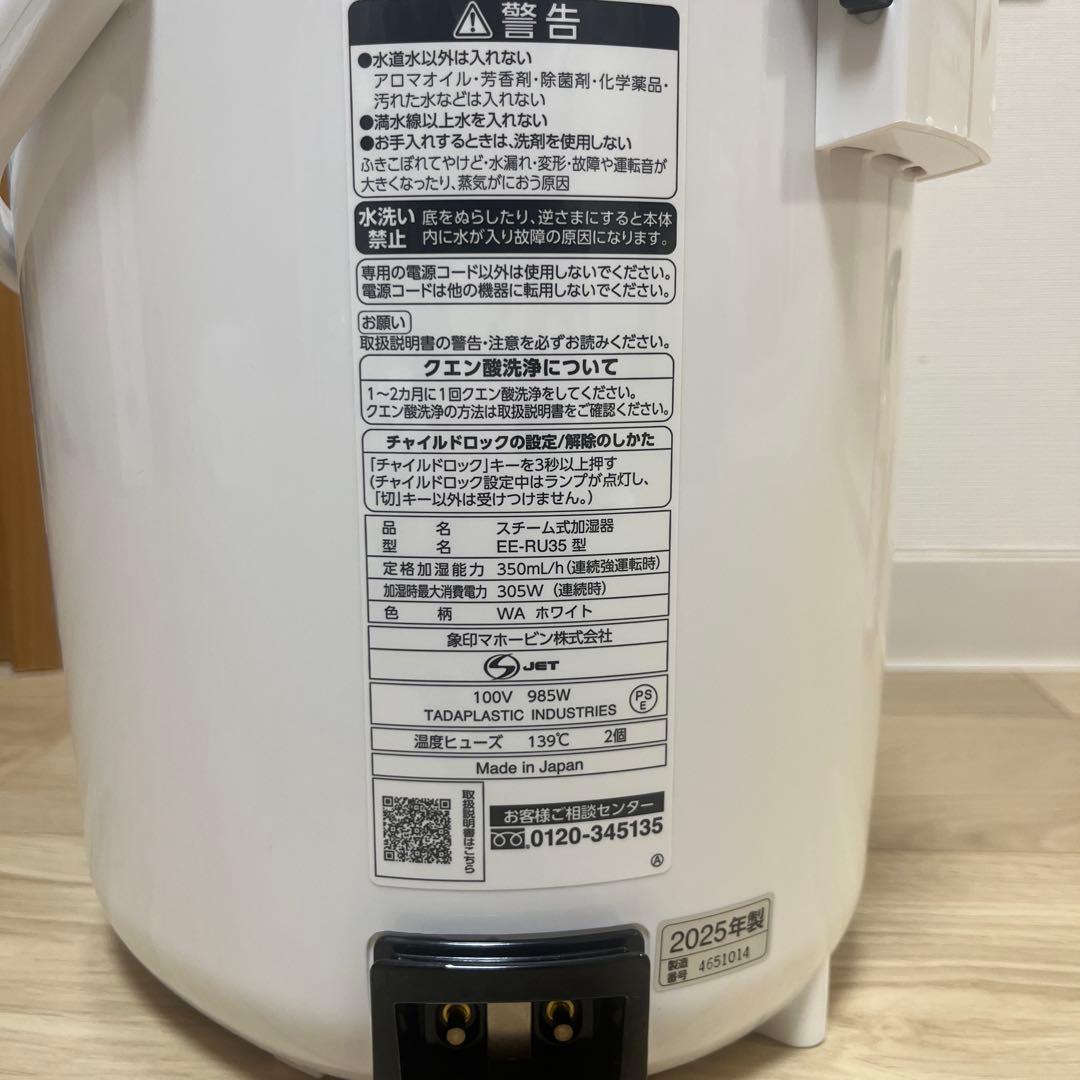 警告
●水道水以外は入れない
アロマオイル・芳香剤・除菌剤・化学薬品・
汚れた水などは入れない
●満水線以上水を入れない
●お手入れするときは、洗剤を使用しない
ふきこぼれてやけど・水漏れ・変形・故障や運転音が
大きくなったり、蒸気がにおう原因
水洗い
禁止
底をぬらしたり、逆さまにすると本体
内に水が入り故障の原因になります。
専用の電源コード以外は使用しないでください。
電源コードは他の機器に転用しないでください。
お願い
取扱説明書の警告・注意を必ずお読みください。
クエン酸洗浄について
1〜2カ月に1回クエン酸洗浄をしてください。
クエン酸洗浄の方法は取扱説明書をご確認ください。
チャイルドロックの設定/解除のしかた
「チャイルドロック」キーを3秒以上押す
(チャイルドロック設定中はランプが点灯し、
「切」キー以外は受けつけません。)
品名 スチーム式加湿器
型名 EE-RU35 型
定格加湿能力 350mL/h(連続強運転時)
加湿時最大消費電力 305W (連続時)
色柄 WA ホワイト
象印マホービン株式会社
S JET
100V 985W
TADAPLASTIC INDUSTRIES
PS
E
温度ヒューズ 139℃ 2個
Made in Japan
取扱説明書はこちら
お客様ご相談センター
0120-345135
Ⓐ
2025年製
製造
番号 4651014